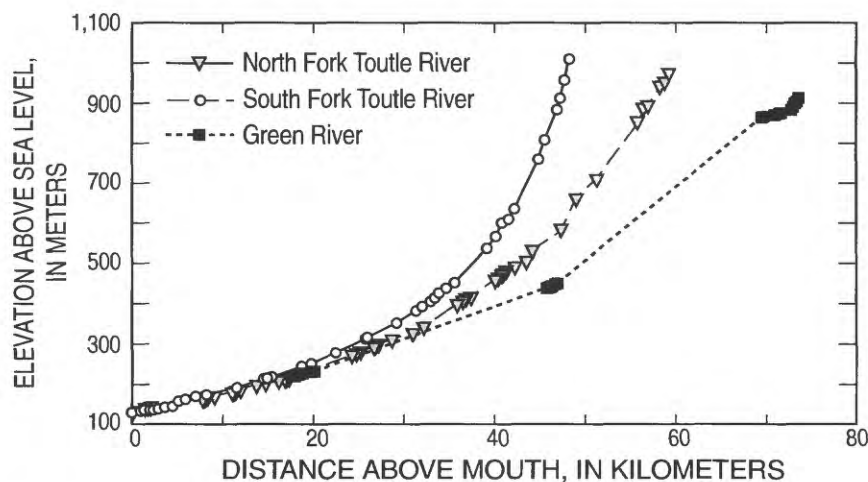 1,100
900
700
500
300
100
ELEVATION ABOVE SEA LEVEL,
IN METERS
North Fork Toutle River
South Fork Toutle River
Green River
0
20
40
60
80
DISTANCE ABOVE MOUTH, IN KILOMETERS